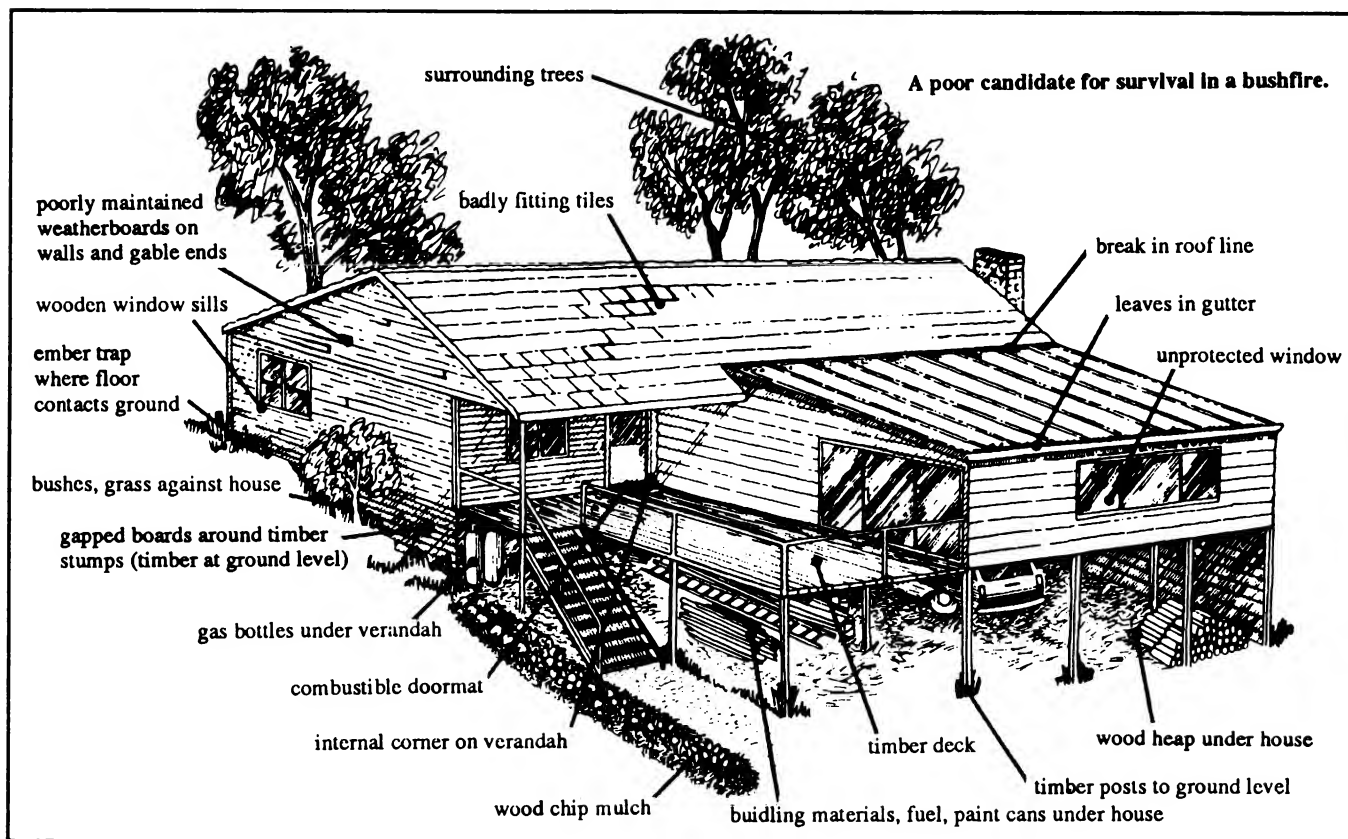 surrounding trees
A poor candidate for survival in a bushfire.
poorly maintained
weatherboards on
walls and gable ends
badly fitting tiles
break in roof line
wooden window sills
leaves in gutter
ember trap
where floor
contacts ground
unprotected window
bushes, grass against house
gapped boards around timber
stumps (timber at ground level)
gas bottles under verandah
combustible doormat
internal corner on verandah
timber deck
wood heap under house
timber posts to ground level
wood chip mulch
buidling materials, fuel, paint cans under house